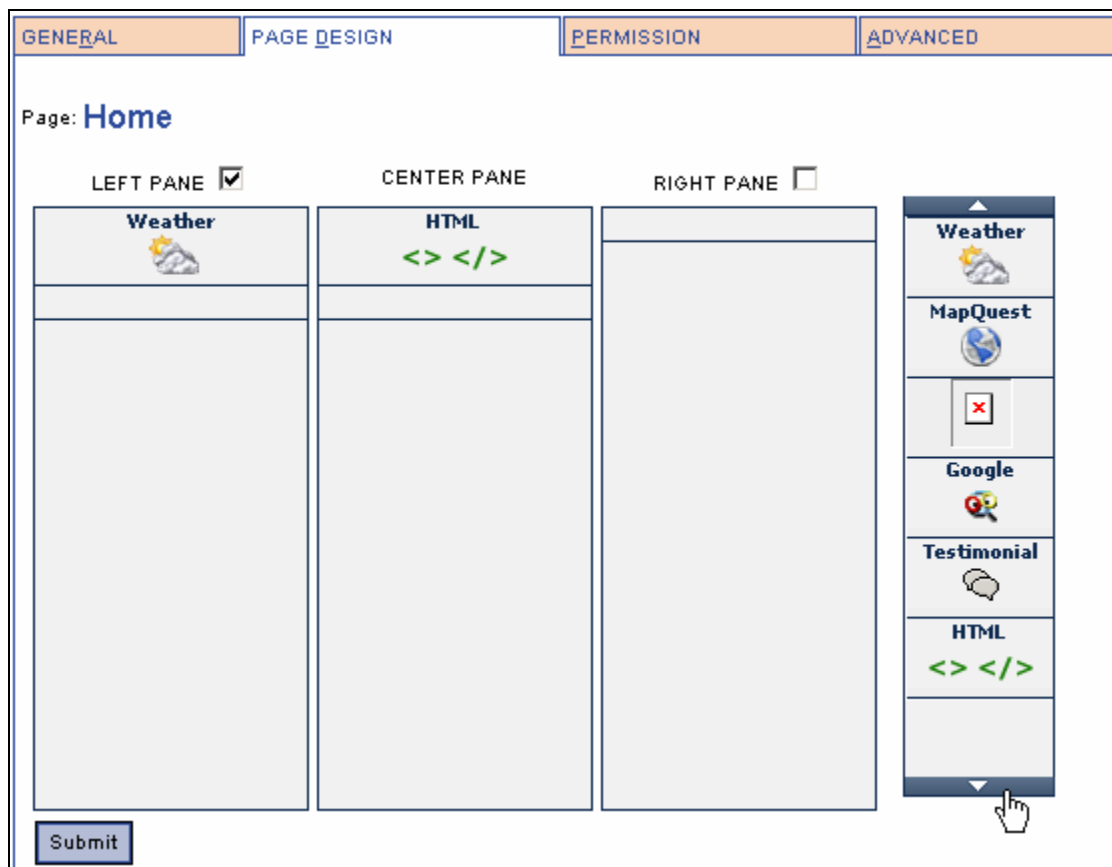 GENERAL PAGE DESIGN PERMISSION ADVANCED
Page: Home
LEFT PANE CENTER PANE RIGHT PANE
Weather HTML
<> </>
Weather
MapQuest
Google
Testimonial
HTML
<> </>
Submit